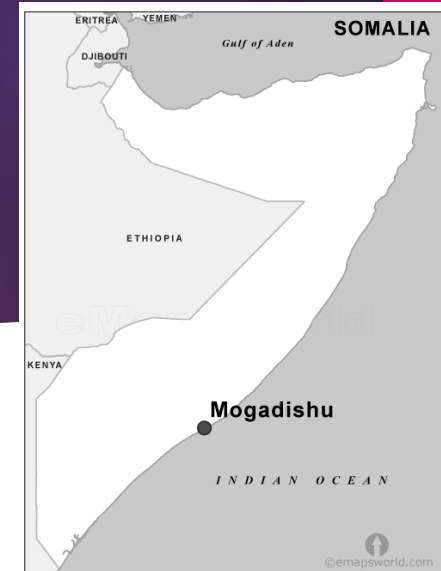 ERITREA
YEMEN
SOMALIA
Gulf of Aden
DJIBOUTI
ETHIOPIA
KENYA
Mogadishu
INDIAN OCEAN
©emapsworld.com